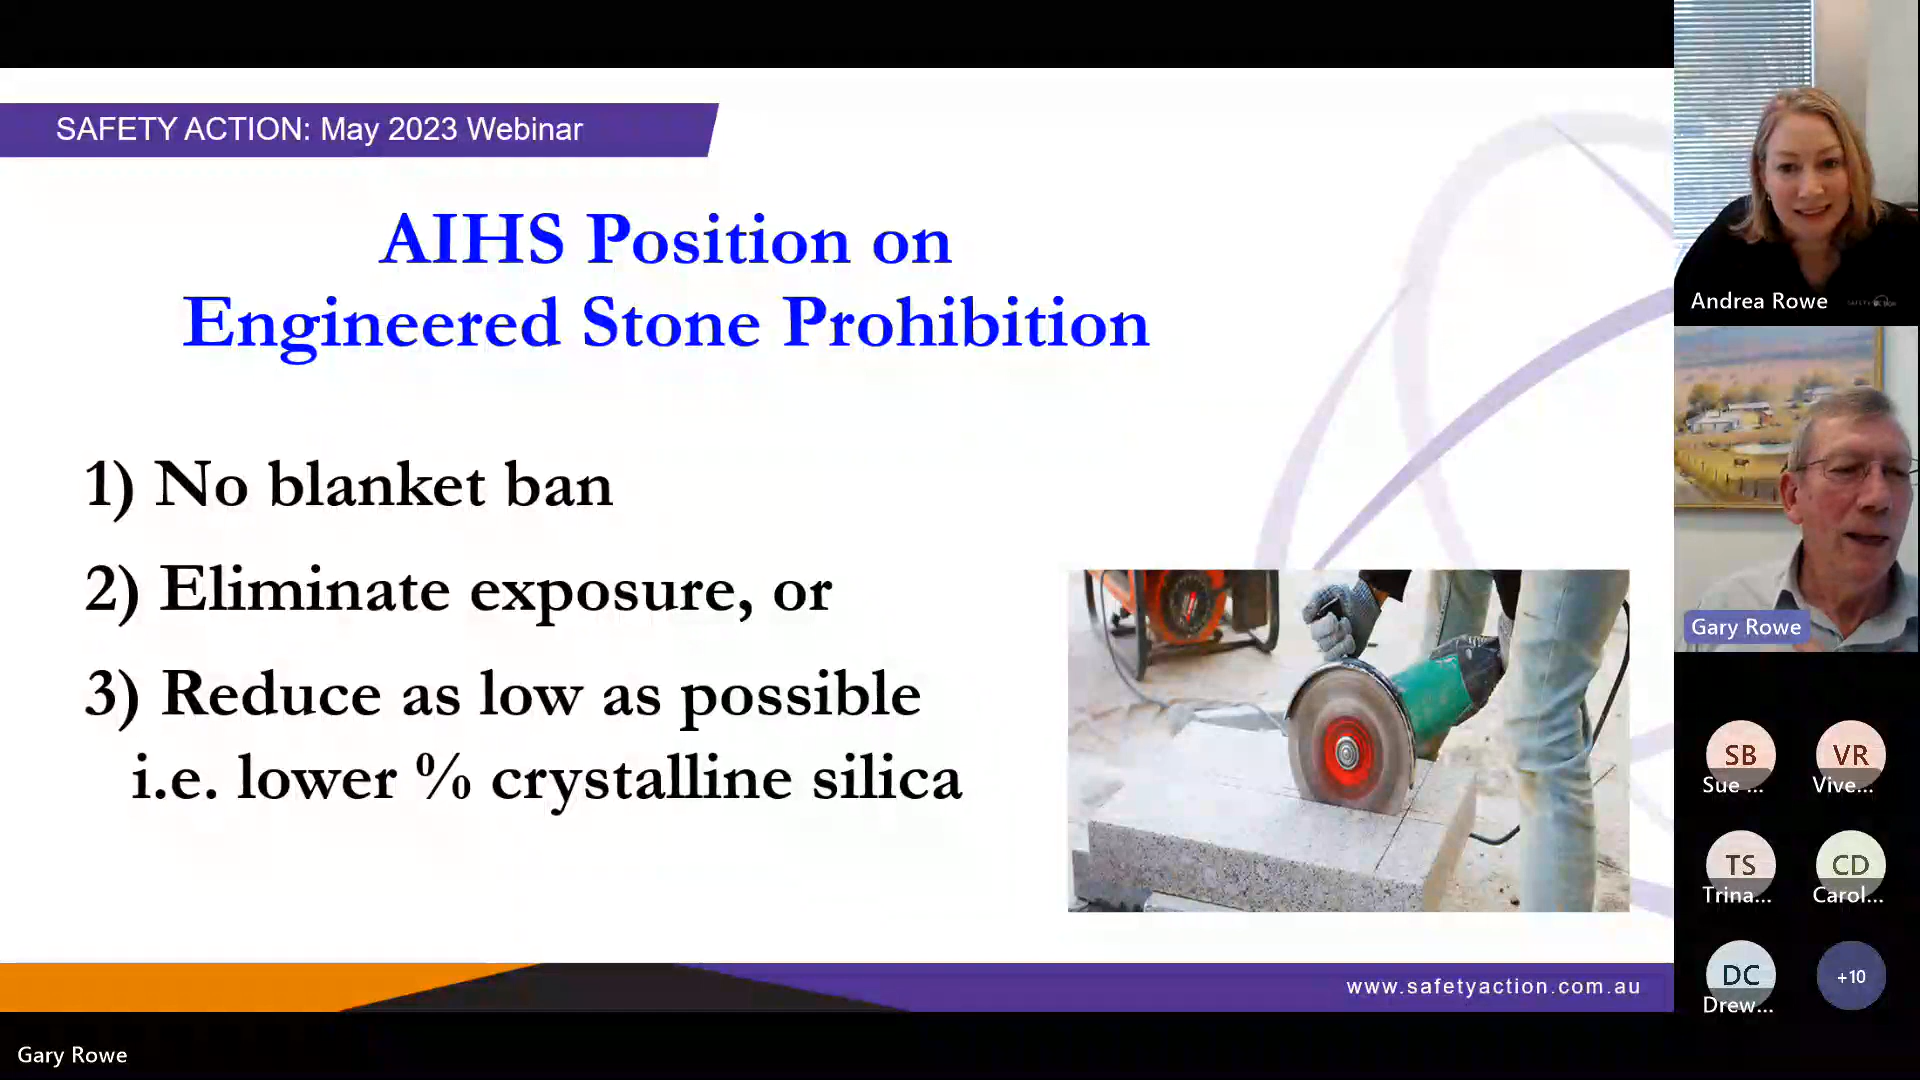 SAFETY ACTION: May 2023 Webinar
AIHS Position on
Engineered Stone Prohibition
1) No blanket ban
2) Eliminate exposure, or
3) Reduce as low as possible
i.e. lower % crystalline silica
www.safetyaction.com.au
Gary Rowe
Andrea Rowe
Gary Rowe
SB
Sue ...
VR
Vive...
TS
Trina...
CD
Carol...
DC
Drew...
+10